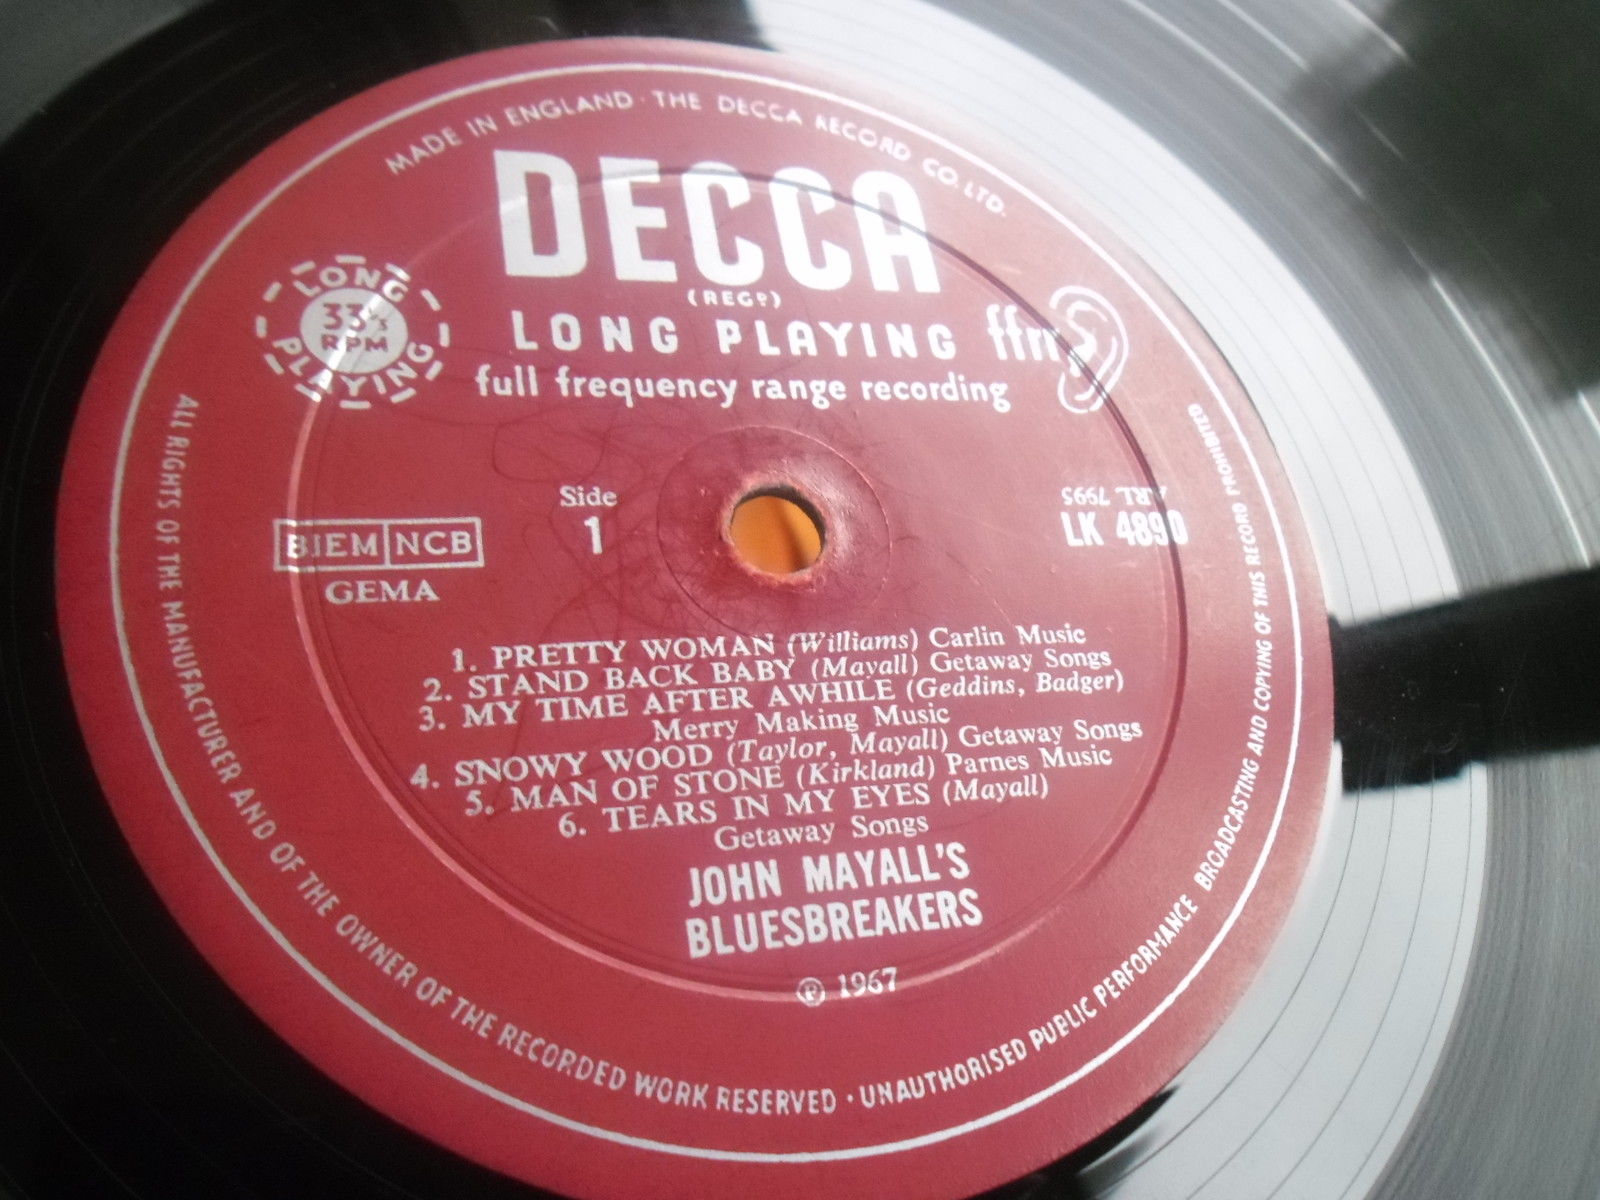 MADE IN ENGLAND · THE DECCA RECORD CO. LTD.
DECCA
(REGD)
LONG PLAYING ffrr
full frequency range recording
LONG
33⅓
RPM
PLAYING
Side
1
BIEM NCB
GEMA
ARL 7995
LK 4890
1. PRETTY WOMAN (Williams) Carlin Music
2. STAND BACK BABY (Mayall) Getaway Songs
3. MY TIME AFTER AWHILE (Geddins, Badger)
Merry Making Music
4. SNOWY WOOD (Taylor, Mayall) Getaway Songs
5. MAN OF STONE (Kirkland) Parnes Music
6. TEARS IN MY EYES (Mayall)
Getaway Songs
JOHN MAYALL'S
BLUESBREAKERS
℗ 1967
ALL RIGHTS OF THE MANUFACTURER AND OF THE OWNER OF THE RECORDED WORK RESERVED · UNAUTHORISED PUBLIC PERFORMANCE BROADCASTING AND COPYING OF THIS RECORD PROHIBITED